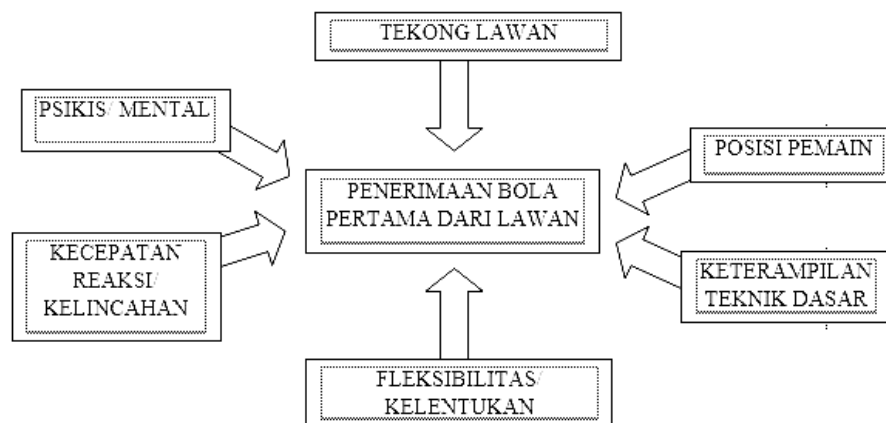 TEKONG LAWAN
PSIKIS/ MENTAL
POSISI PEMAIN
PENERIMAAN BOLA
PERTAMA DARI LAWAN
KECEPATAN
REAKSI/
KELINCAHAN
KETERAMPILAN
TEKNIK DASAR
FLEKSIBILITAS/
KELENTUKAN